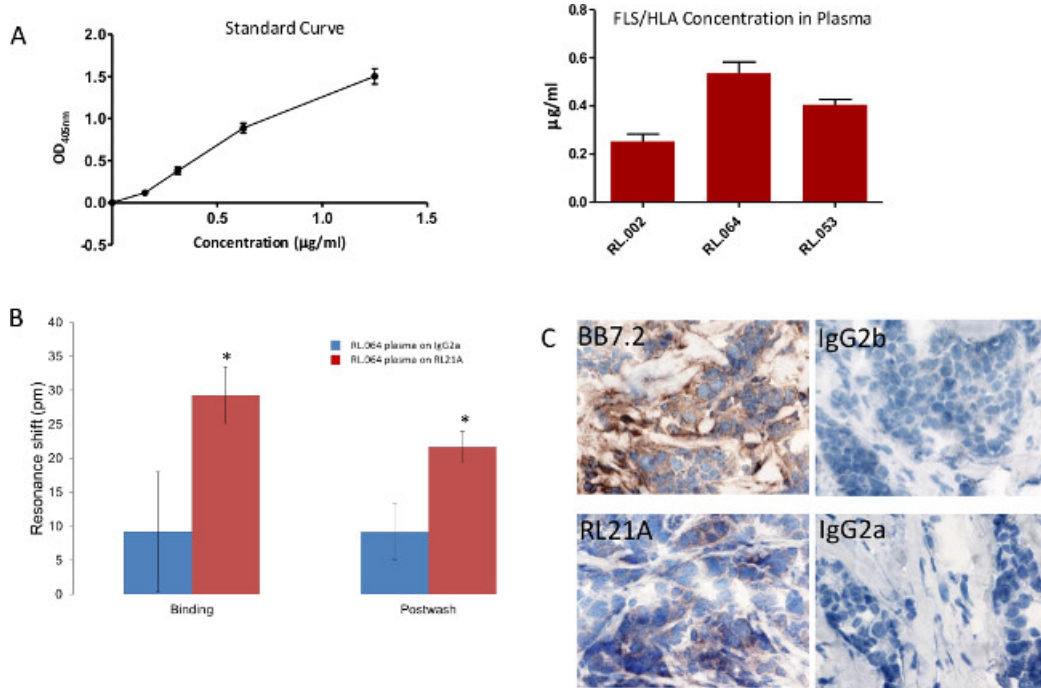 A
Standard Curve
2.0
1.5
1.0
0.5
0.0
-0.5
0.5
1.0
1.5
OD405nm
Concentration (µg/ml)
FLS/HLA Concentration in Plasma
0.8
0.6
0.4
0.2
0.0
µg/ml
RL.002
RL.064
RL.053
B
40
35
30
25
20
15
10
5
0
Resonance shift (pm)
RL.064 plasma on IgG2a
RL.064 plasma on RL21A
*
*
Binding
Postwash
C
BB7.2
IgG2b
RL21A
IgG2a